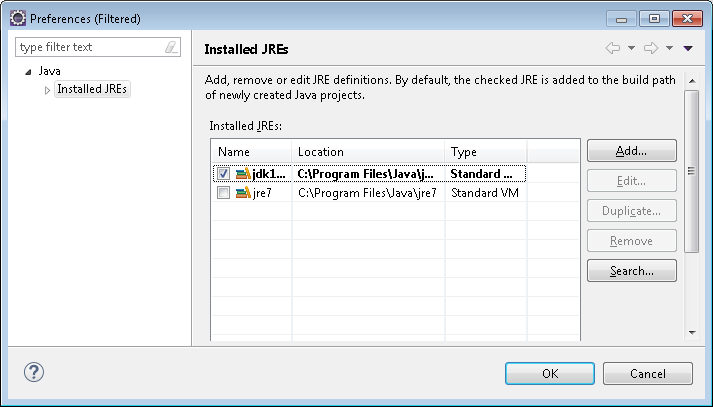 Preferences (Filtered)
type filter text
Java
Installed JREs
Installed JREs
Add, remove or edit JRE definitions. By default, the checked JRE is added to the build path
of newly created Java projects.
Installed JREs:
Name Location Type
jdk1... C:\Program Files\Java\j... Standard ...
jre7 C:\Program Files\Java\jre7 Standard VM
Add...
Edit...
Duplicate...
Remove
Search...
?
OK Cancel